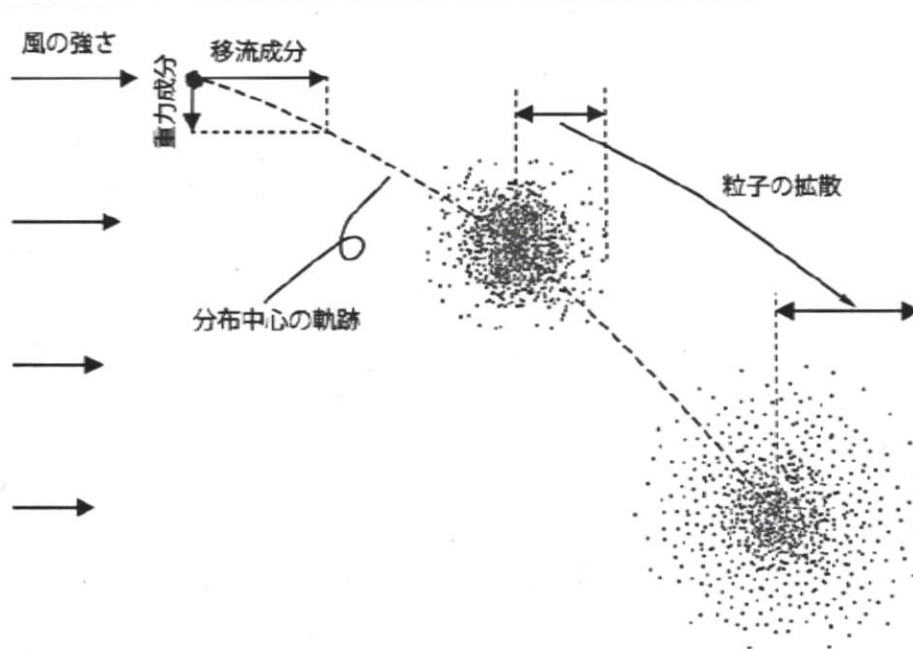 風の強さ
移流成分
重力成分
粒子の拡散
分布中心の軌跡